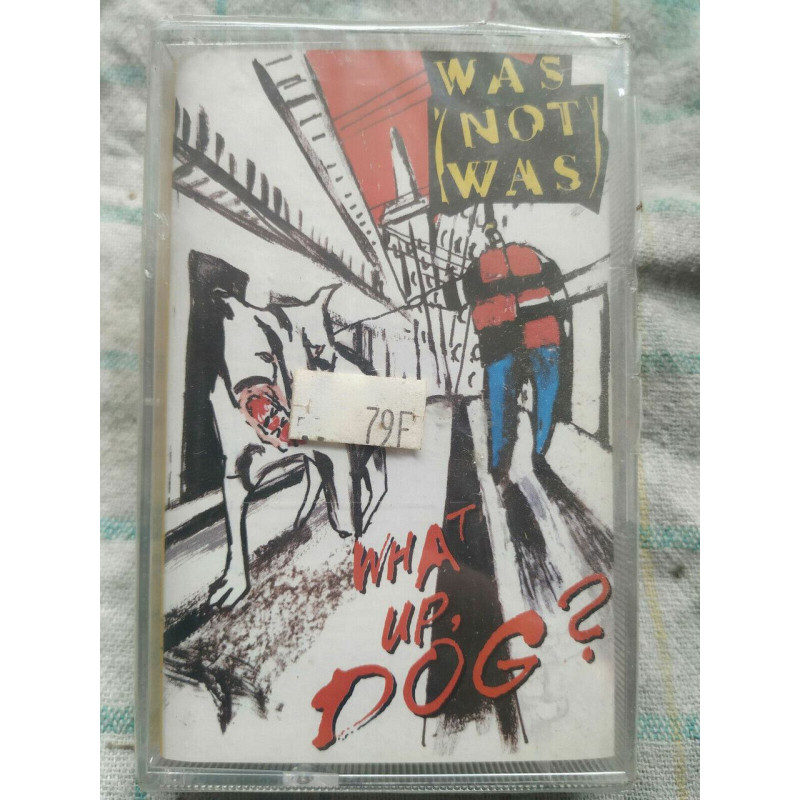 WAS
(NOT
WAS)
79F
WHAT
UP,
DOG?